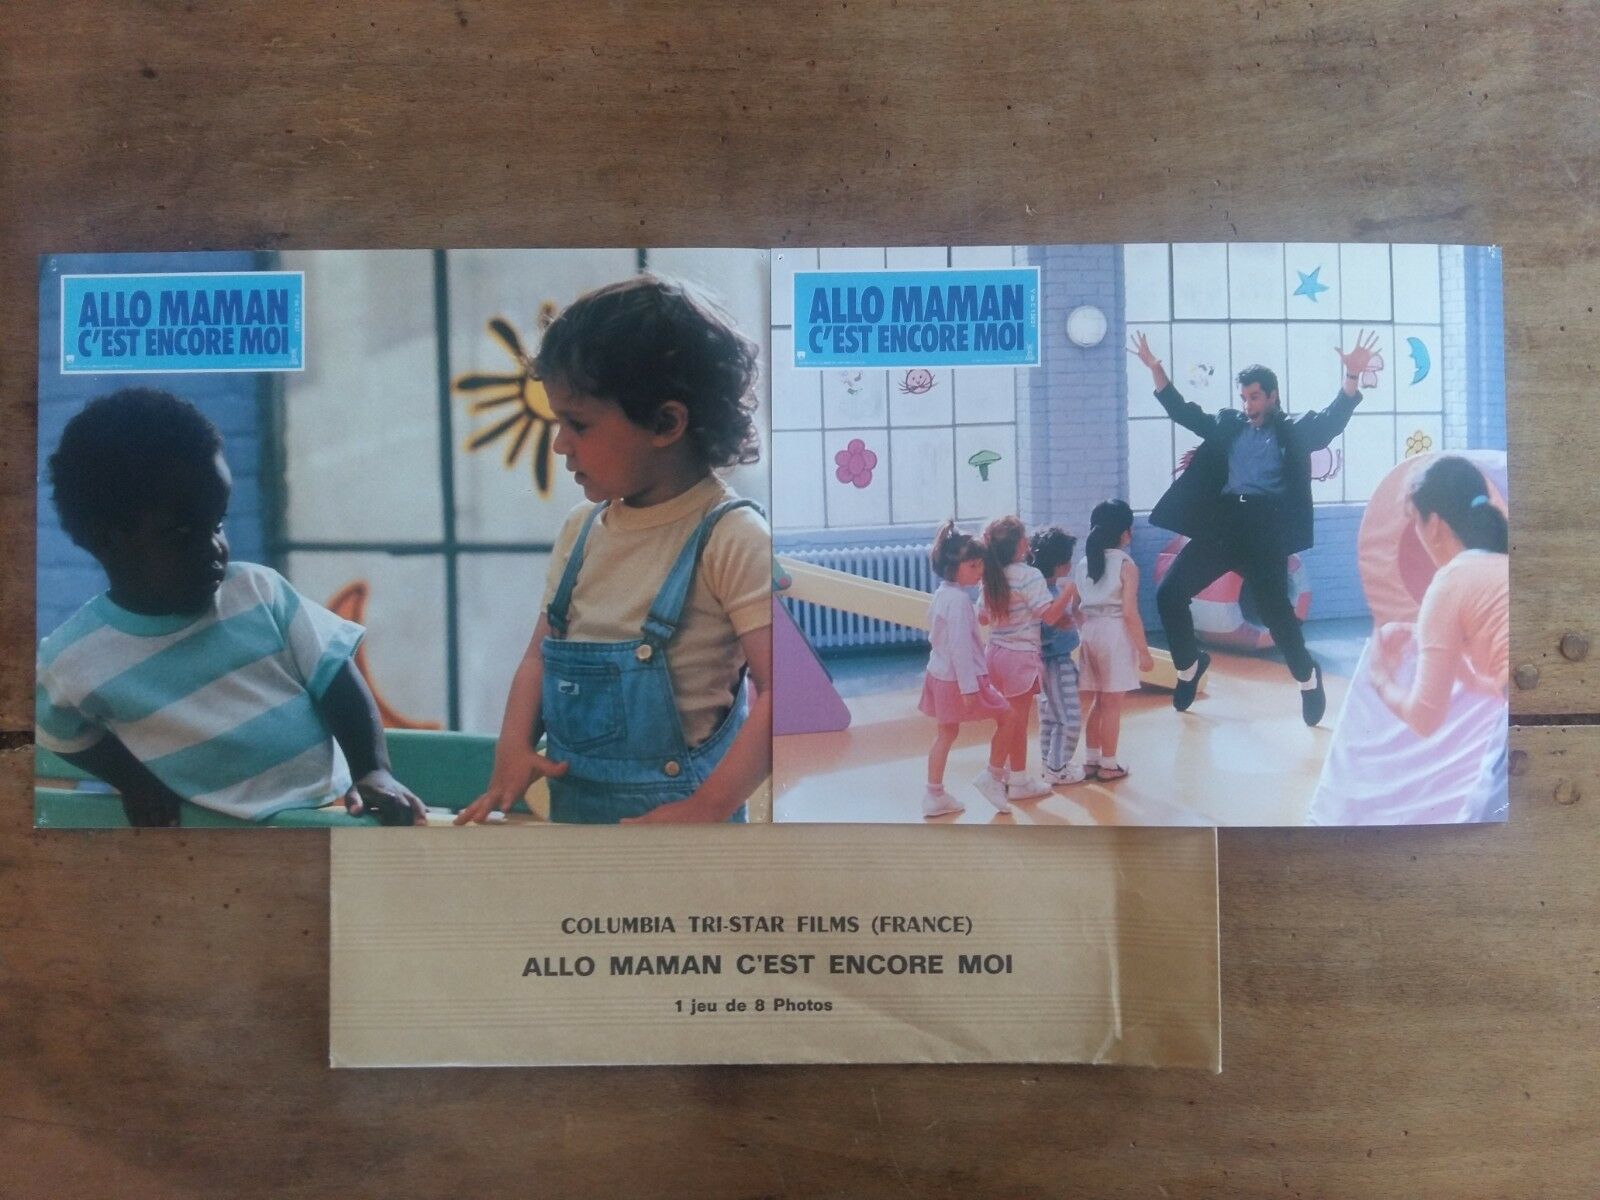 ALLO MAMAN
C'EST ENCORE MOI
ALLO MAMAN
C'EST ENCORE MOI
COLUMBIA TRI-STAR FILMS (FRANCE)
ALLO MAMAN C'EST ENCORE MOI
1 jeu de 8 Photos